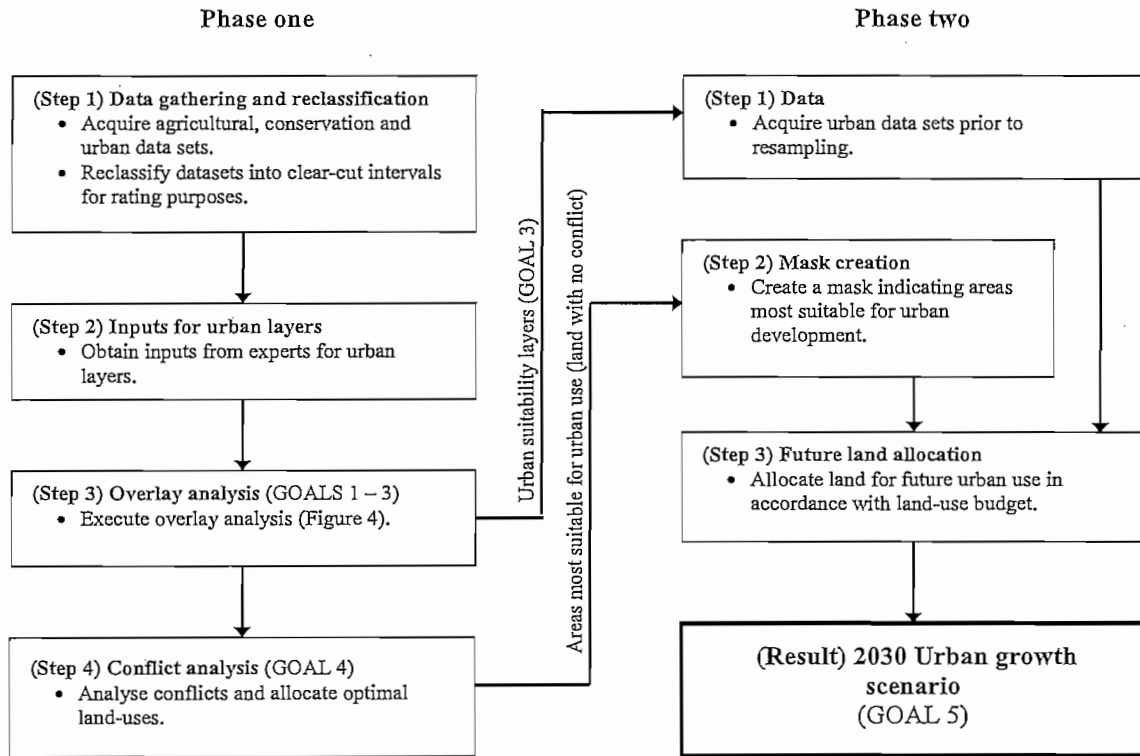 Phase one
(Step 1) Data gathering and reclassification
• Acquire agricultural, conservation and
urban data sets.
• Reclassify datasets into clear-cut intervals
for rating purposes.
(Step 2) Inputs for urban layers
• Obtain inputs from experts for urban
layers.
(Step 3) Overlay analysis (GOALS 1 – 3)
• Execute overlay analysis (Figure 4).
(Step 4) Conflict analysis (GOAL 4)
• Analyse conflicts and allocate optimal
land-uses.
Urban suitability layers (GOAL 3)
Areas most suitable for urban use (land with no conflict)
Phase two
(Step 1) Data
• Acquire urban data sets prior to
resampling.
(Step 2) Mask creation
• Create a mask indicating areas
most suitable for urban
development.
(Step 3) Future land allocation
• Allocate land for future urban use in
accordance with land-use budget.
(Result) 2030 Urban growth
scenario
(GOAL 5)